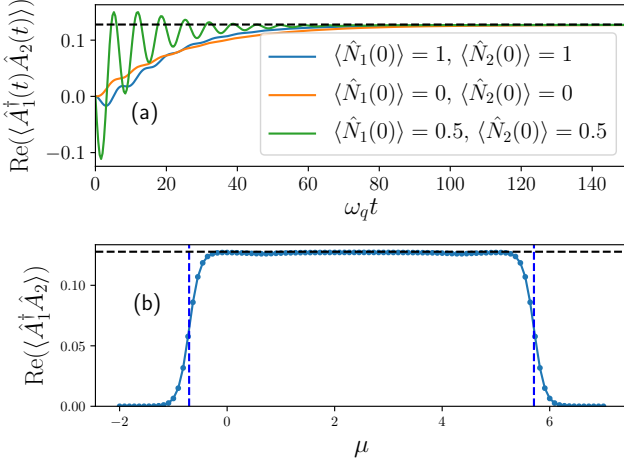 Re(⟨Â₁†(t)Â₂(t)⟩)
0.1
0.0
−0.1
(a)
⟨N̂₁(0)⟩ = 1, ⟨N̂₂(0)⟩ = 1
⟨N̂₁(0)⟩ = 0, ⟨N̂₂(0)⟩ = 0
⟨N̂₁(0)⟩ = 0.5, ⟨N̂₂(0)⟩ = 0.5
0 20 40 60 80 100 120 140
ω_q t
Re(⟨Â₁†Â₂⟩)
0.10
0.05
0.00
(b)
−2 0 2 4 6
μ